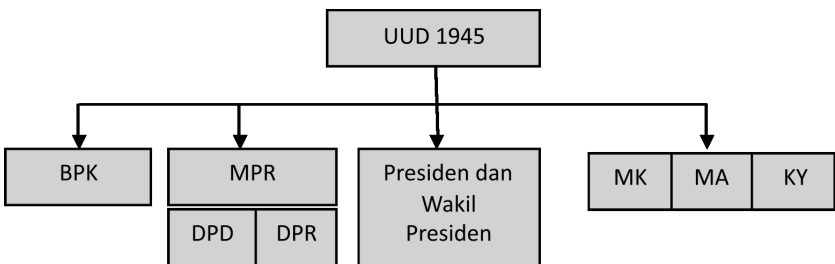 UUD 1945
BPK
MPR
DPD
DPR
Presiden dan
Wakil
Presiden
MK
MA
KY